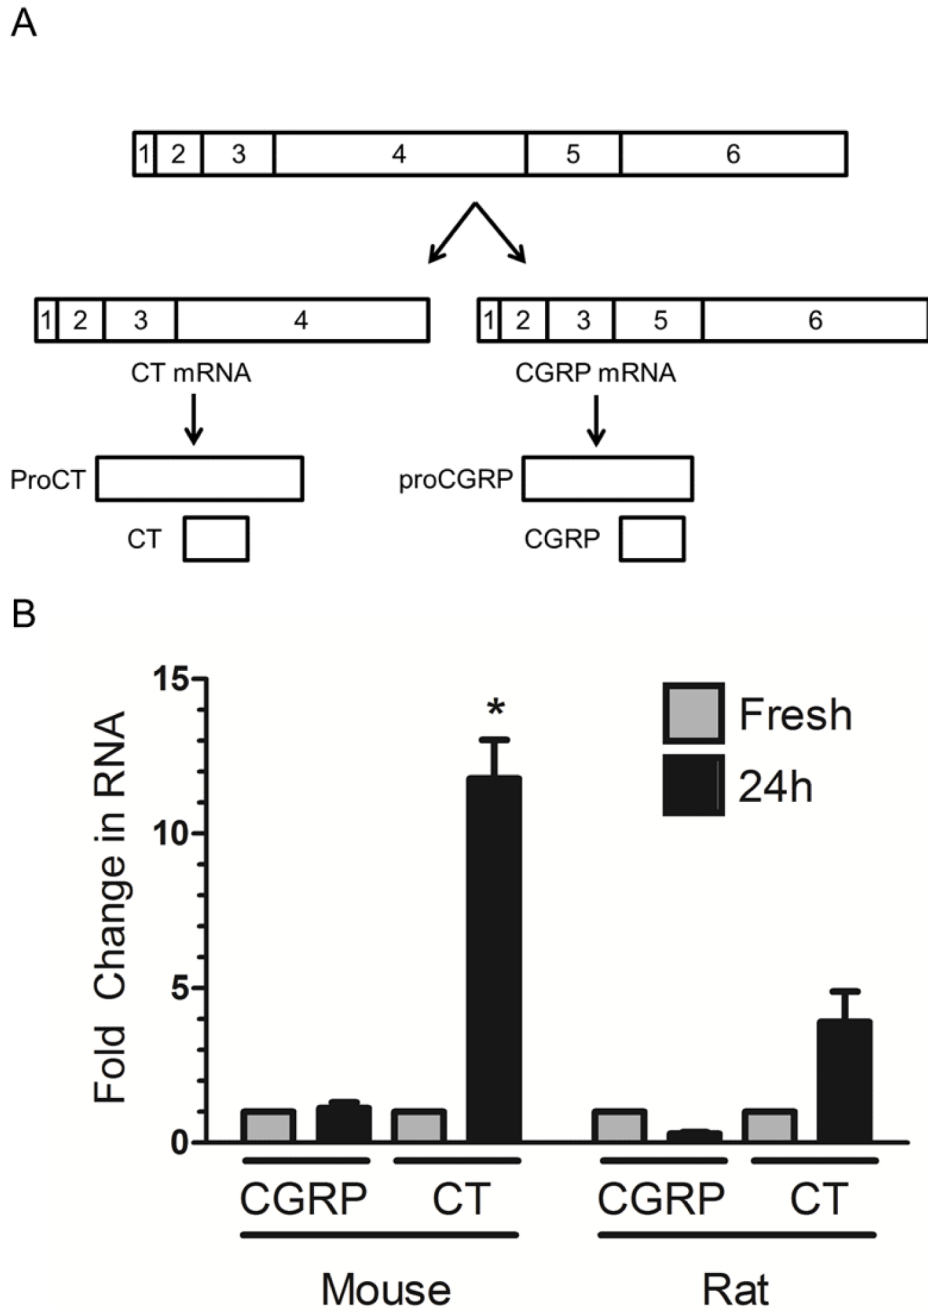 A
1 2 3 4 5 6
1 2 3 4
1 2 3 5 6
CT mRNA
CGRP mRNA
ProCT
proCGRP
CT
CGRP
B
Fold Change in RNA
15
10
5
0
*
Fresh
24h
CGRP CT CGRP CT
Mouse Rat